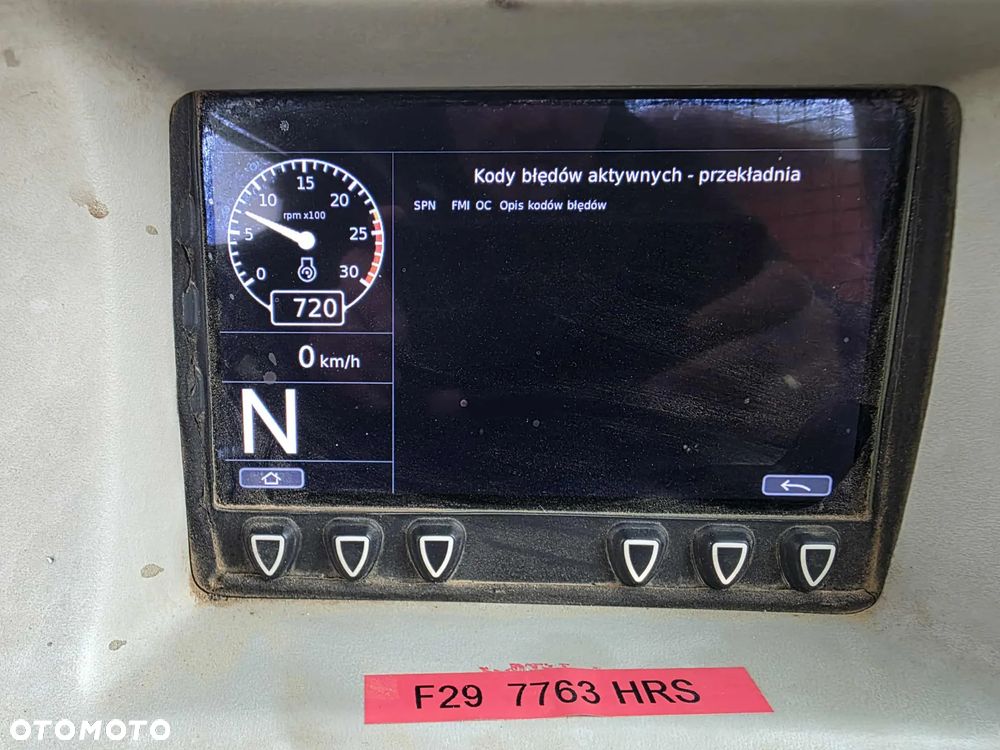 Kody błędów aktywnych - przekładnia
SPN FMI OC Opis kodów błędów
0 5 10 15 20 25 30
rpm x100
720
0 km/h
N
F29 7763 HRS
OTOMOTO